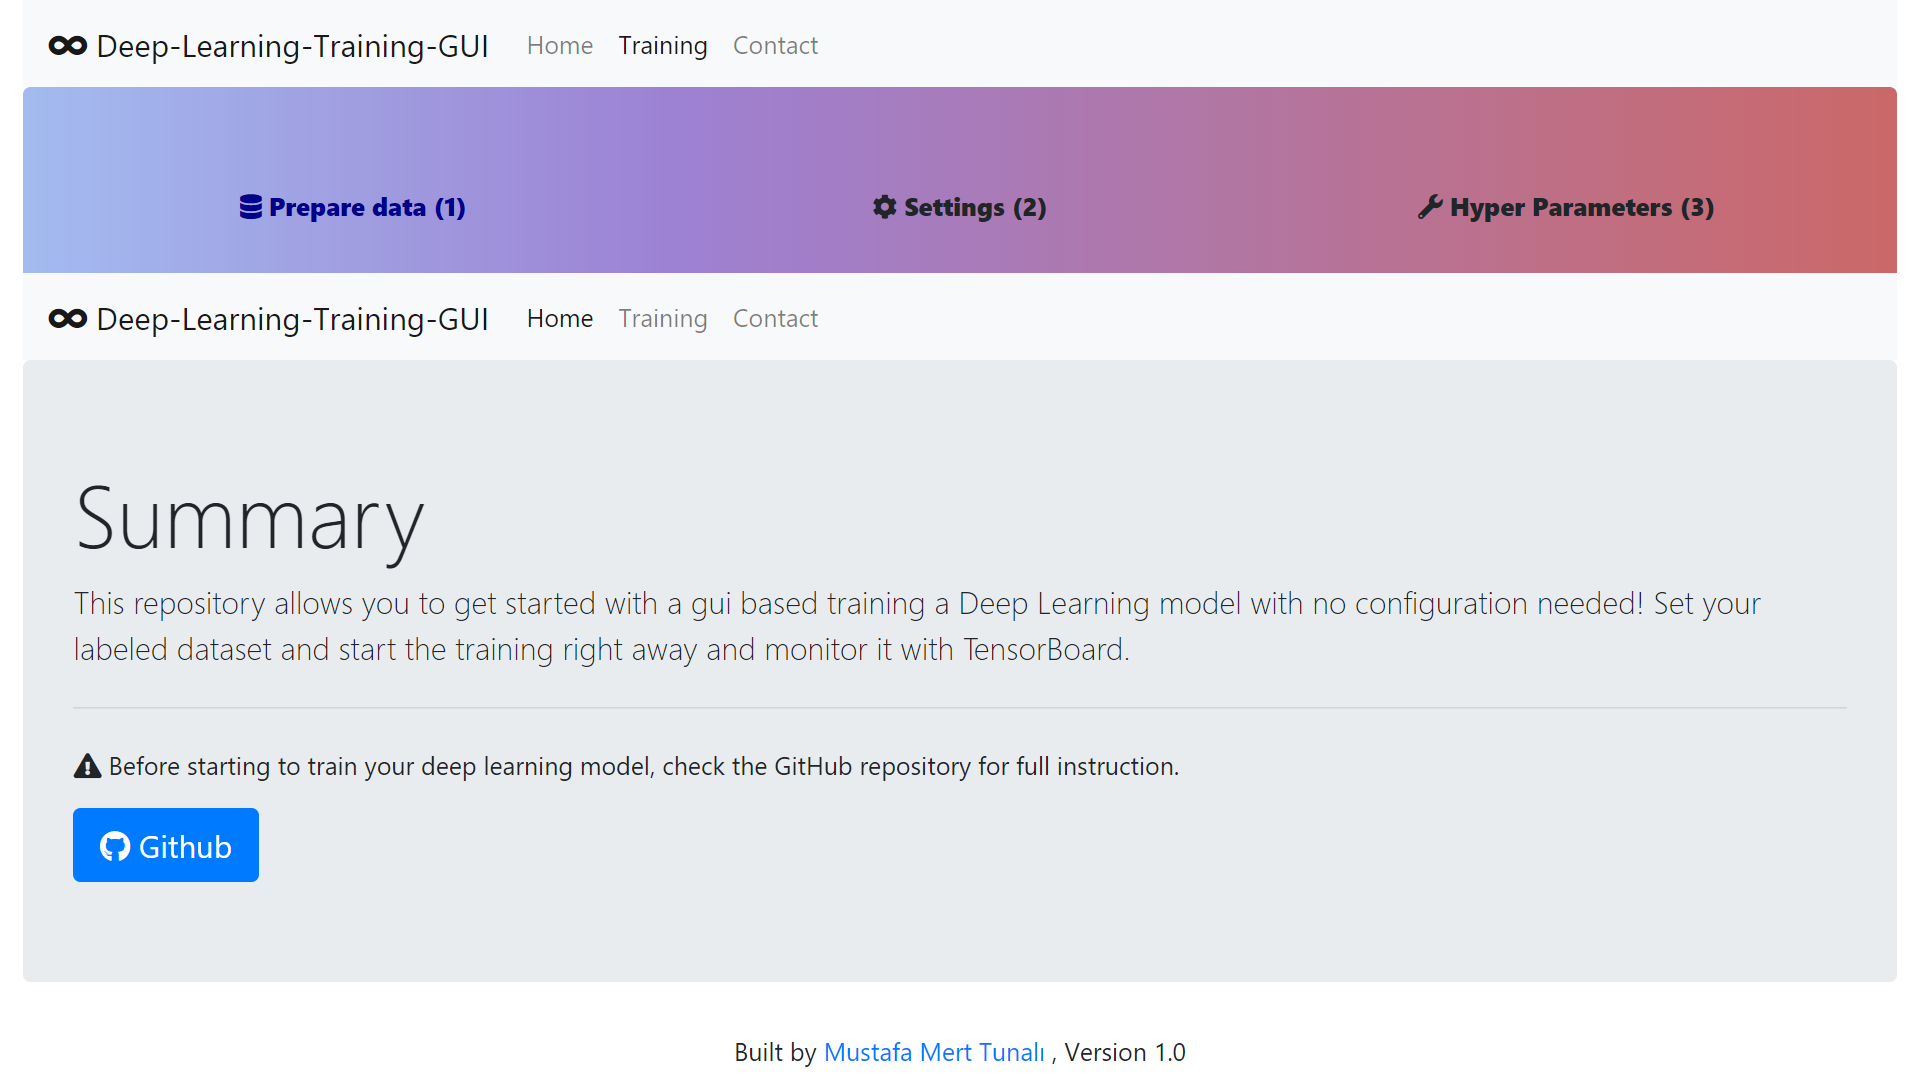 Deep-Learning-Training-GUI Home Training Contact
Prepare data (1) Settings (2) Hyper Parameters (3)
Deep-Learning-Training-GUI Home Training Contact
Summary
This repository allows you to get started with a gui based training a Deep Learning model with no configuration needed! Set your
labeled dataset and start the training right away and monitor it with TensorBoard.
Before starting to train your deep learning model, check the GitHub repository for full instruction.
Github
Built by Mustafa Mert Tunalı , Version 1.0